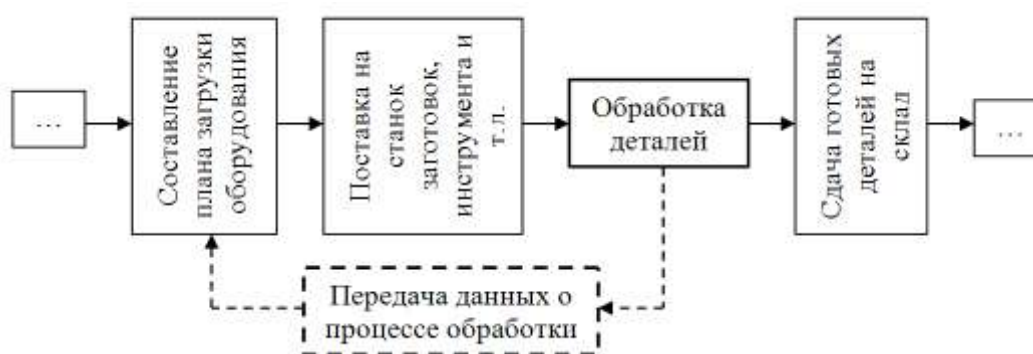 ...
Составление
плана загрузки
оборудования
Поставка на
станок
заготовок,
инструмента и
т.л.
Обработка
деталей
Сдача готовых
деталей на
склад
...
Передача данных о
процессе обработки